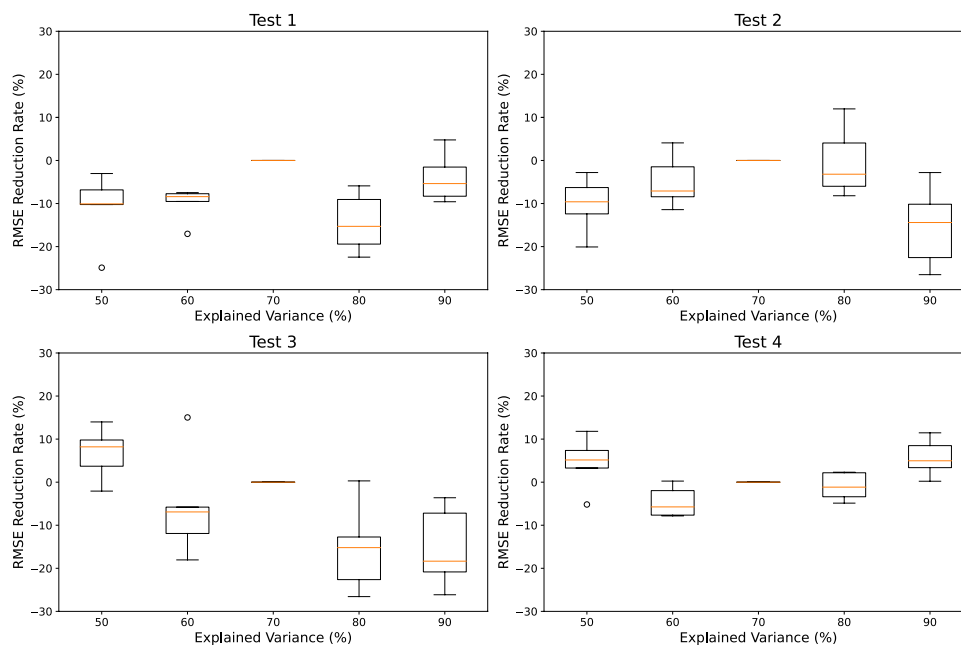 Test 1
30
20
10
0
−10
−20
−30
RMSE Reduction Rate (%)
50 60 70 80 90
Explained Variance (%)
Test 2
30
20
10
0
−10
−20
−30
RMSE Reduction Rate (%)
50 60 70 80 90
Explained Variance (%)
Test 3
30
20
10
0
−10
−20
−30
RMSE Reduction Rate (%)
50 60 70 80 90
Explained Variance (%)
Test 4
30
20
10
0
−10
−20
−30
RMSE Reduction Rate (%)
50 60 70 80 90
Explained Variance (%)